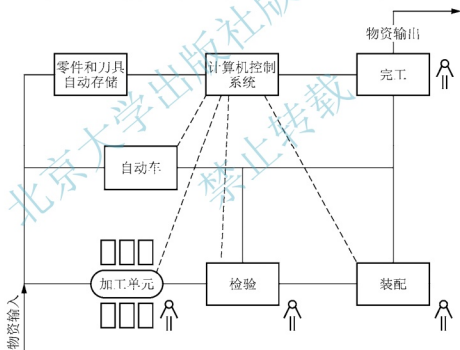 物资输出
零件和刀具
自动存储
计算机控制
系统
完工
自动车
加工单元
检验
装配
物资输入
北京大学出版社版
禁止转载